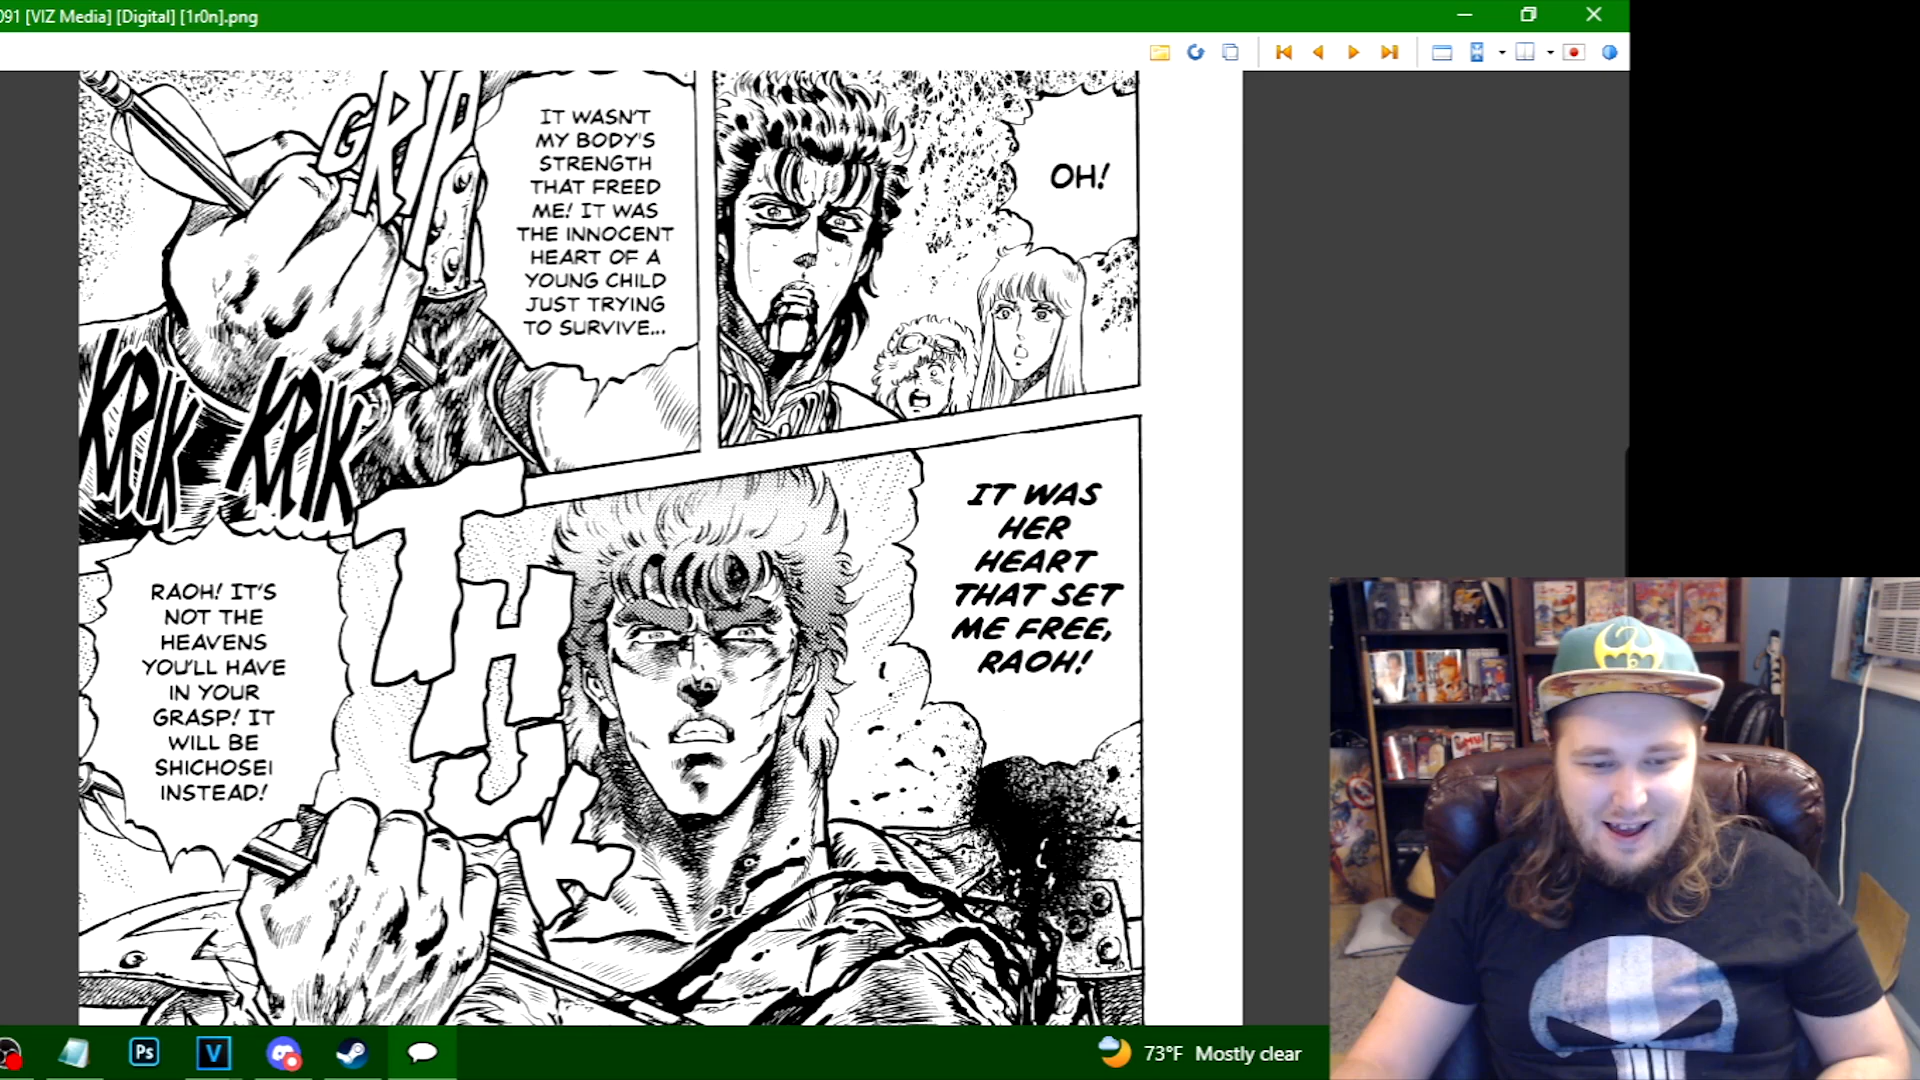 091 [VIZ Media] [Digital] [1r0n].png
GRIP
IT WASN'T
MY BODY'S
STRENGTH
THAT FREED
ME! IT WAS
THE INNOCENT
HEART OF A
YOUNG CHILD
JUST TRYING
TO SURVIVE...
OH!
KRIK KRIK
THUK
IT WAS
HER
HEART
THAT SET
ME FREE,
RAOH!
RAOH! IT'S
NOT THE
HEAVENS
YOU'LL HAVE
IN YOUR
GRASP! IT
WILL BE
SHICHOSEI
INSTEAD!
Ps
V
73°F Mostly clear